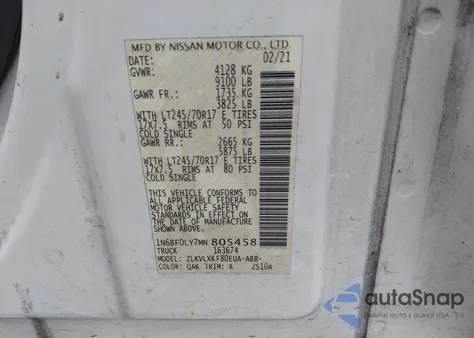 MFD BY NISSAN MOTOR CO., LTD.
DATE: 02/21
GVWR: 4128 KG
9100 LB
GAWR FR.: 1735 KG
3825 LB
WITH LT245/70R17 E TIRES
17X7.5 RIMS AT 50 PSI
COLD SINGLE
GAWR RR.: 2665 KG
5875 LB
WITH LT245/70R17 E TIRES
17X7.5 RIMS AT 80 PSI
COLD SINGLE
THIS VEHICLE CONFORMS TO
ALL APPLICABLE FEDERAL
MOTOR VEHICLE SAFETY
STANDARDS IN EFFECT ON
THE DATE OF MANUFACTURE
SHOWN ABOVE.
1N6BF0LY7MN 805458
TRUCK 163674
MODEL: ZLKVLXKF80EUA-ABB-
COLOR: QAK TRIM: K ZS10A
autoSnap